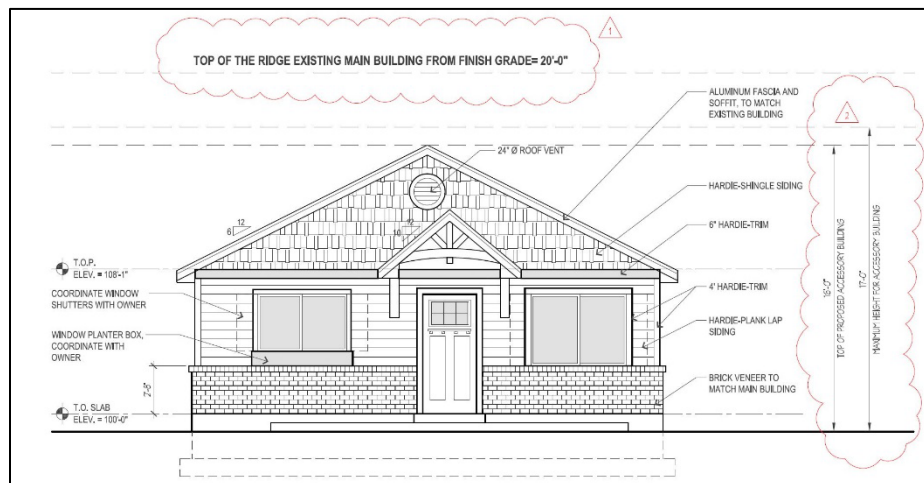 1
TOP OF THE RIDGE EXISTING MAIN BUILDING FROM FINISH GRADE= 20'-0"
ALUMINUM FASCIA AND
SOFFIT, TO MATCH
EXISTING BUILDING
2
24" Ø ROOF VENT
HARDIE-SHINGLE SIDING
12
6
12
10
6" HARDIE-TRIM
T.O.P.
ELEV. = 108'-1"
COORDINATE WINDOW
SHUTTERS WITH OWNER
4" HARDIE-TRIM
HARDIE-PLANK LAP
SIDING
WINDOW PLANTER BOX,
COORDINATE WITH
OWNER
BRICK VENEER TO
MATCH MAIN BUILDING
2'-8"
T.O. SLAB
ELEV. = 100'-0"
16'-0"
TOP OF PROPOSED ACCESSORY BUILDING
17'-0"
MAXIMUM HEIGHT FOR ACCESSORY BUILDING